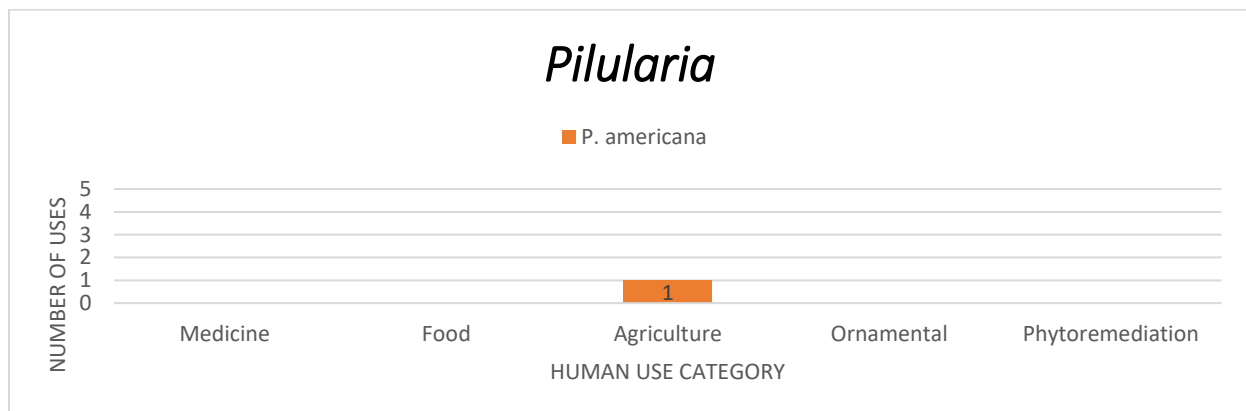 Pilularia
P. americana
NUMBER OF USES
5
4
3
2
1
0
1
Medicine Food Agriculture Ornamental Phytoremediation
HUMAN USE CATEGORY